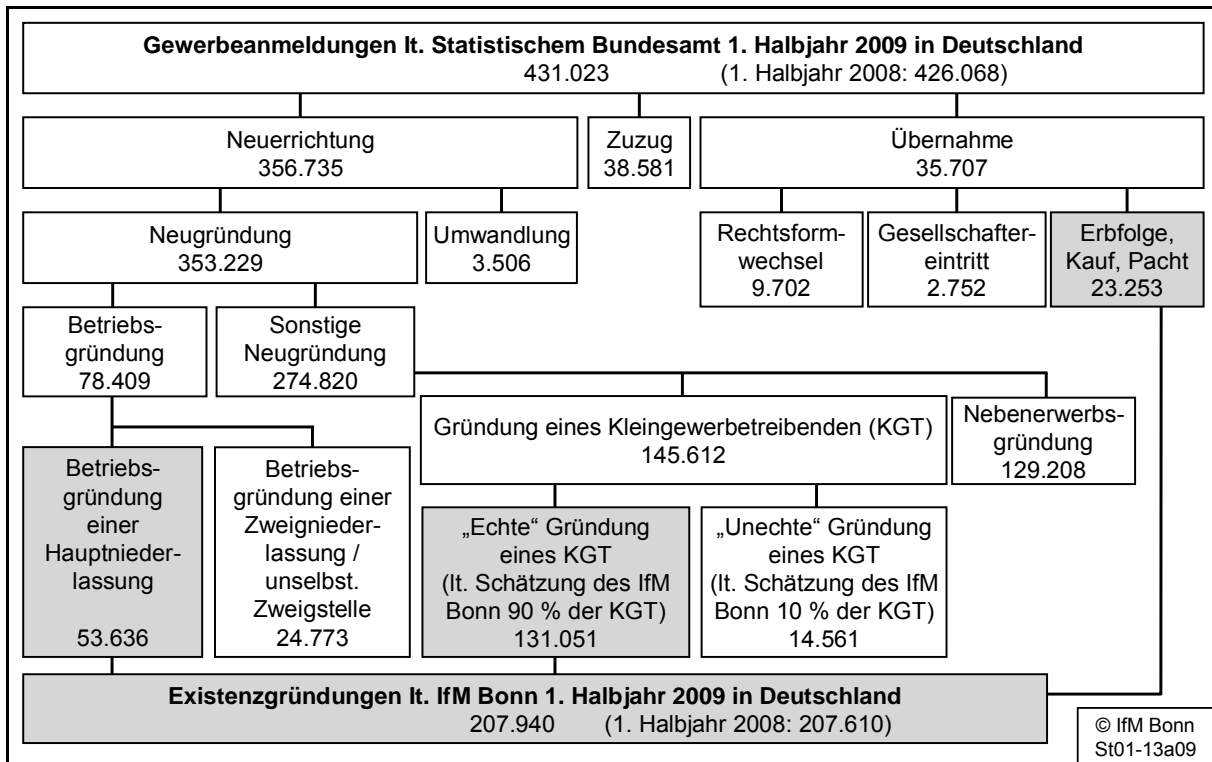 Gewerbeanmeldungen lt. Statistischem Bundesamt 1. Halbjahr 2009 in Deutschland
431.023 (1. Halbjahr 2008: 426.068)
Neuerrichtung
356.735
Zuzug
38.581
Übernahme
35.707
Neugründung
353.229
Umwandlung
3.506
Rechtsform-
wechsel
9.702
Gesellschafter-
eintritt
2.752
Erbfolge,
Kauf, Pacht
23.253
Betriebs-
gründung
78.409
Sonstige
Neugründung
274.820
Gründung eines Kleingewerbetreibenden (KGT)
145.612
Nebenerwerbs-
gründung
129.208
Betriebs-
gründung
einer
Hauptnieder-
lassung
53.636
Betriebs-
gründung einer
Zweignieder-
lassung /
unselbst.
Zweigstelle
24.773
„Echte“ Gründung
eines KGT
(lt. Schätzung des IfM
Bonn 90 % der KGT)
131.051
„Unechte“ Gründung
eines KGT
(lt. Schätzung des IfM
Bonn 10 % der KGT)
14.561
Existenzgründungen lt. IfM Bonn 1. Halbjahr 2009 in Deutschland
207.940 (1. Halbjahr 2008: 207.610)
© IfM Bonn
St01-13a09